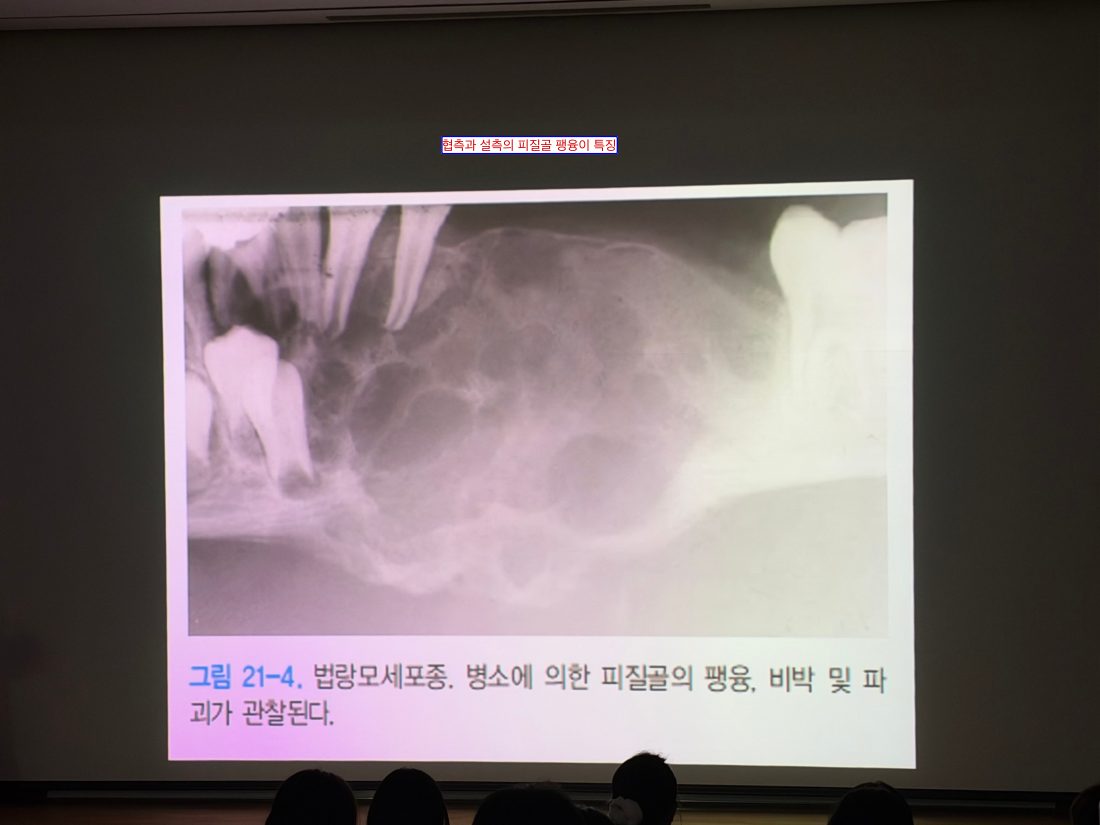 협측과 설측의 피질골 팽융이 특징
그림 21-4. 법랑모세포종. 병소에 의한 피질골의 팽융, 비박 및 파
괴가 관찰된다.